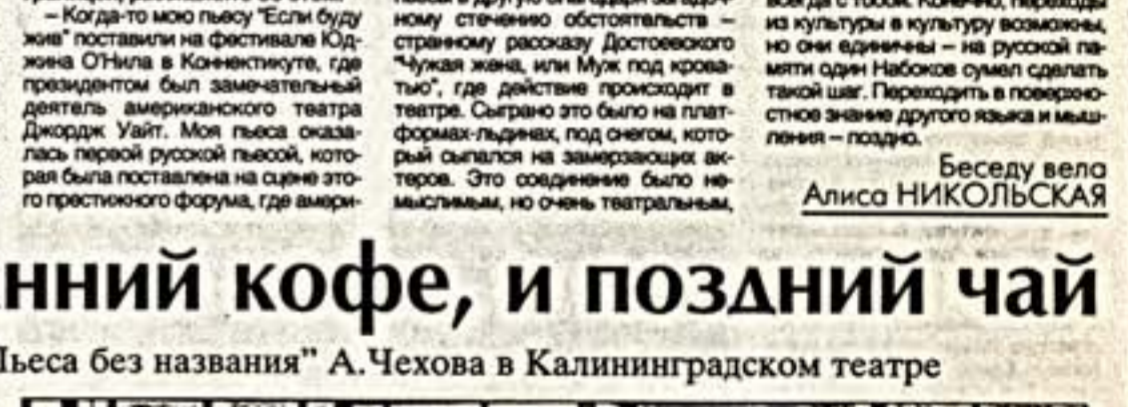 – Когда-то мою пьесу "Если буду
жив" поставили на фестивале Юд-
жина О'Нила в Коннектикуте, где
президентом был замечательный
деятель американского театра
Джордж Уайт. Моя пьеса оказа-
лась первой русской пьесой, кото-
рая была поставлена на сцене это-
го престижного форума, где амери-
ному стечению обстоятельств –
странному рассказу Достоевского
"Чужая жена, или Муж под крова-
тью", где действие происходит в
театре. Сыграно это было на плат-
формах-льдинах, под снегом, кото-
рый сыпался на замерзающих ак-
теров. Это соединение было не-
мыслимым, но очень театральным,
всегда с тобой. Конечно, переходы
из культуры в культуру возможны,
но они единичны – на русской па-
мяти один Набоков сумел сделать
такой шаг. Переходить в поверхно-
стное знание другого языка и мыш-
ления – поздно.
Беседу вела
Алиса НИКОЛЬСКАЯ
нний кофе, и поздний чай
Пьеса без названия" А.Чехова в Калининградском театре